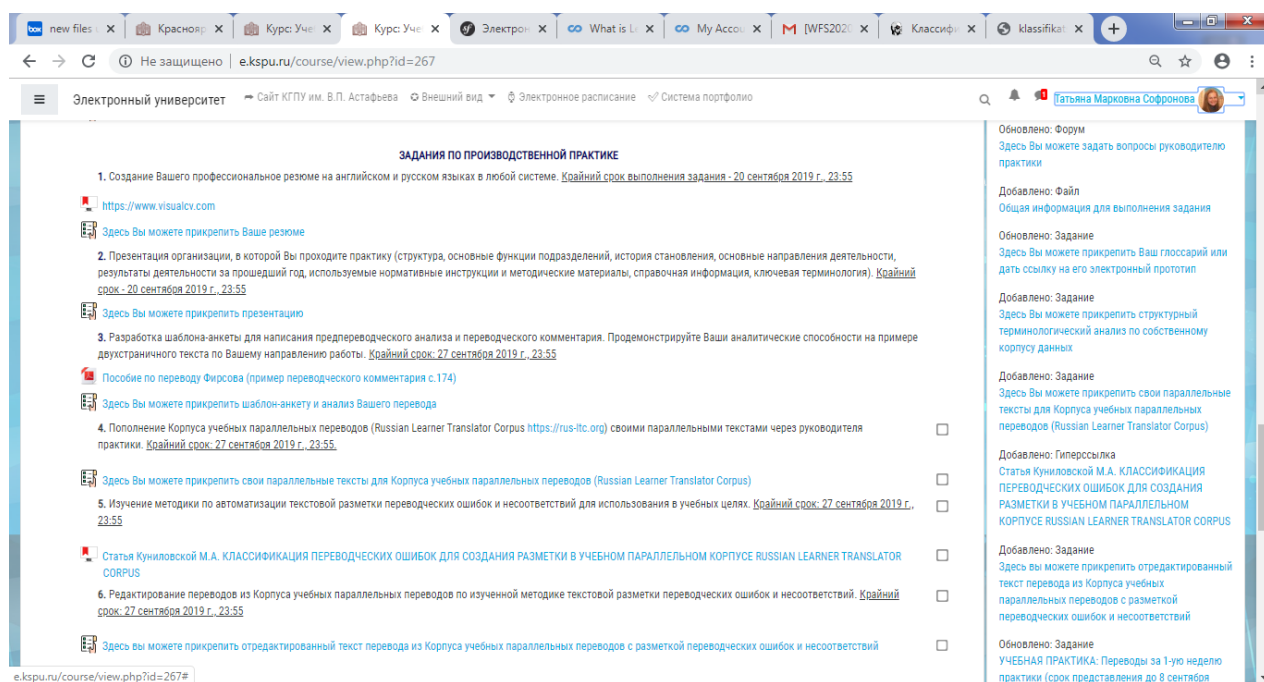 new files
Краснояр
Курс: Уче
Курс: Уче
Электрон
What is L
My Accou
[WFS2020
Классифи
klassifikat
Не защищено | e.kspu.ru/course/view.php?id=267
Электронный университет
Сайт КГПУ им. В.П. Астафьева
Внешний вид
Электронное расписание
Система портфолио
Татьяна Марковна Софронова
ЗАДАНИЯ ПО ПРОИЗВОДСТВЕННОЙ ПРАКТИКЕ
1. Создание Вашего профессиональное резюме на английском и русском языках в любой системе. Крайний срок выполнения задания - 20 сентября 2019 г., 23:55
https://www.visualcv.com
Здесь Вы можете прикрепить Ваше резюме
2. Презентация организации, в которой Вы проходите практику (структура, основные функции подразделений, история становления, основные направления деятельности,
результаты деятельности за прошедший год, используемые нормативные инструкции и методические материалы, справочная информация, ключевая терминология). Крайний
срок - 20 сентября 2019 г., 23:55
Здесь Вы можете прикрепить презентацию
3. Разработка шаблона-анкеты для написания предпереводческого анализа и переводческого комментария. Продемонстрируйте Ваши аналитические способности на примере
двухстраничного текста по Вашему направлению работы. Крайний срок: 27 сентября 2019 г., 23:55
Пособие по переводу Фирсова (пример переводческого комментария с.174)
Здесь Вы можете прикрепить шаблон-анкету и анализ Вашего перевода
4. Пополнение Корпуса учебных параллельных переводов (Russian Learner Translator Corpus https://rus-ltc.org) своими параллельными текстами через руководителя
практики. Крайний срок: 27 сентября 2019 г., 23:55.
Здесь Вы можете прикрепить свои параллельные тексты для Корпуса учебных параллельных переводов (Russian Learner Translator Corpus)
5. Изучение методики по автоматизации текстовой разметки переводческих ошибок и несоответствий для использования в учебных целях. Крайний срок: 27 сентября 2019 г.,
23:55
Статья Куниловской М.А. КЛАССИФИКАЦИЯ ПЕРЕВОДЧЕСКИХ ОШИБОК ДЛЯ СОЗДАНИЯ РАЗМЕТКИ В УЧЕБНОМ ПАРАЛЛЕЛЬНОМ КОРПУСЕ RUSSIAN LEARNER TRANSLATOR
CORPUS
6. Редактирование переводов из Корпуса учебных параллельных переводов по изученной методике текстовой разметки переводческих ошибок и несоответствий. Крайний
срок: 27 сентября 2019 г., 23:55
Здесь вы можете прикрепить отредактированный текст перевода из Корпуса учебных параллельных переводов с разметкой переводческих ошибок и несоответствий
Обновлено: Форум
Здесь Вы можете задать вопросы руководителю
практики
Добавлено: Файл
Общая информация для выполнения задания
Обновлено: Задание
Здесь Вы можете прикрепить Ваш глоссарий или
дать ссылку на его электронный прототип
Добавлено: Задание
Здесь Вы можете прикрепить структурный
терминологический анализ по собственному
корпусу данных
Добавлено: Задание
Здесь Вы можете прикрепить свои параллельные
тексты для Корпуса учебных параллельных
переводов (Russian Learner Translator Corpus)
Добавлено: Гиперссылка
Статья Куниловской М.А. КЛАССИФИКАЦИЯ
ПЕРЕВОДЧЕСКИХ ОШИБОК ДЛЯ СОЗДАНИЯ
РАЗМЕТКИ В УЧЕБНОМ ПАРАЛЛЕЛЬНОМ
КОРПУСЕ RUSSIAN LEARNER TRANSLATOR CORPUS
Добавлено: Задание
Здесь вы можете прикрепить отредактированный
текст перевода из Корпуса учебных
параллельных переводов с разметкой
переводческих ошибок и несоответствий
Обновлено: Задание
УЧЕБНАЯ ПРАКТИКА: Переводы за 1-ую неделю
практики (срок представления до 8 сентября
e.kspu.ru/course/view.php?id=267#